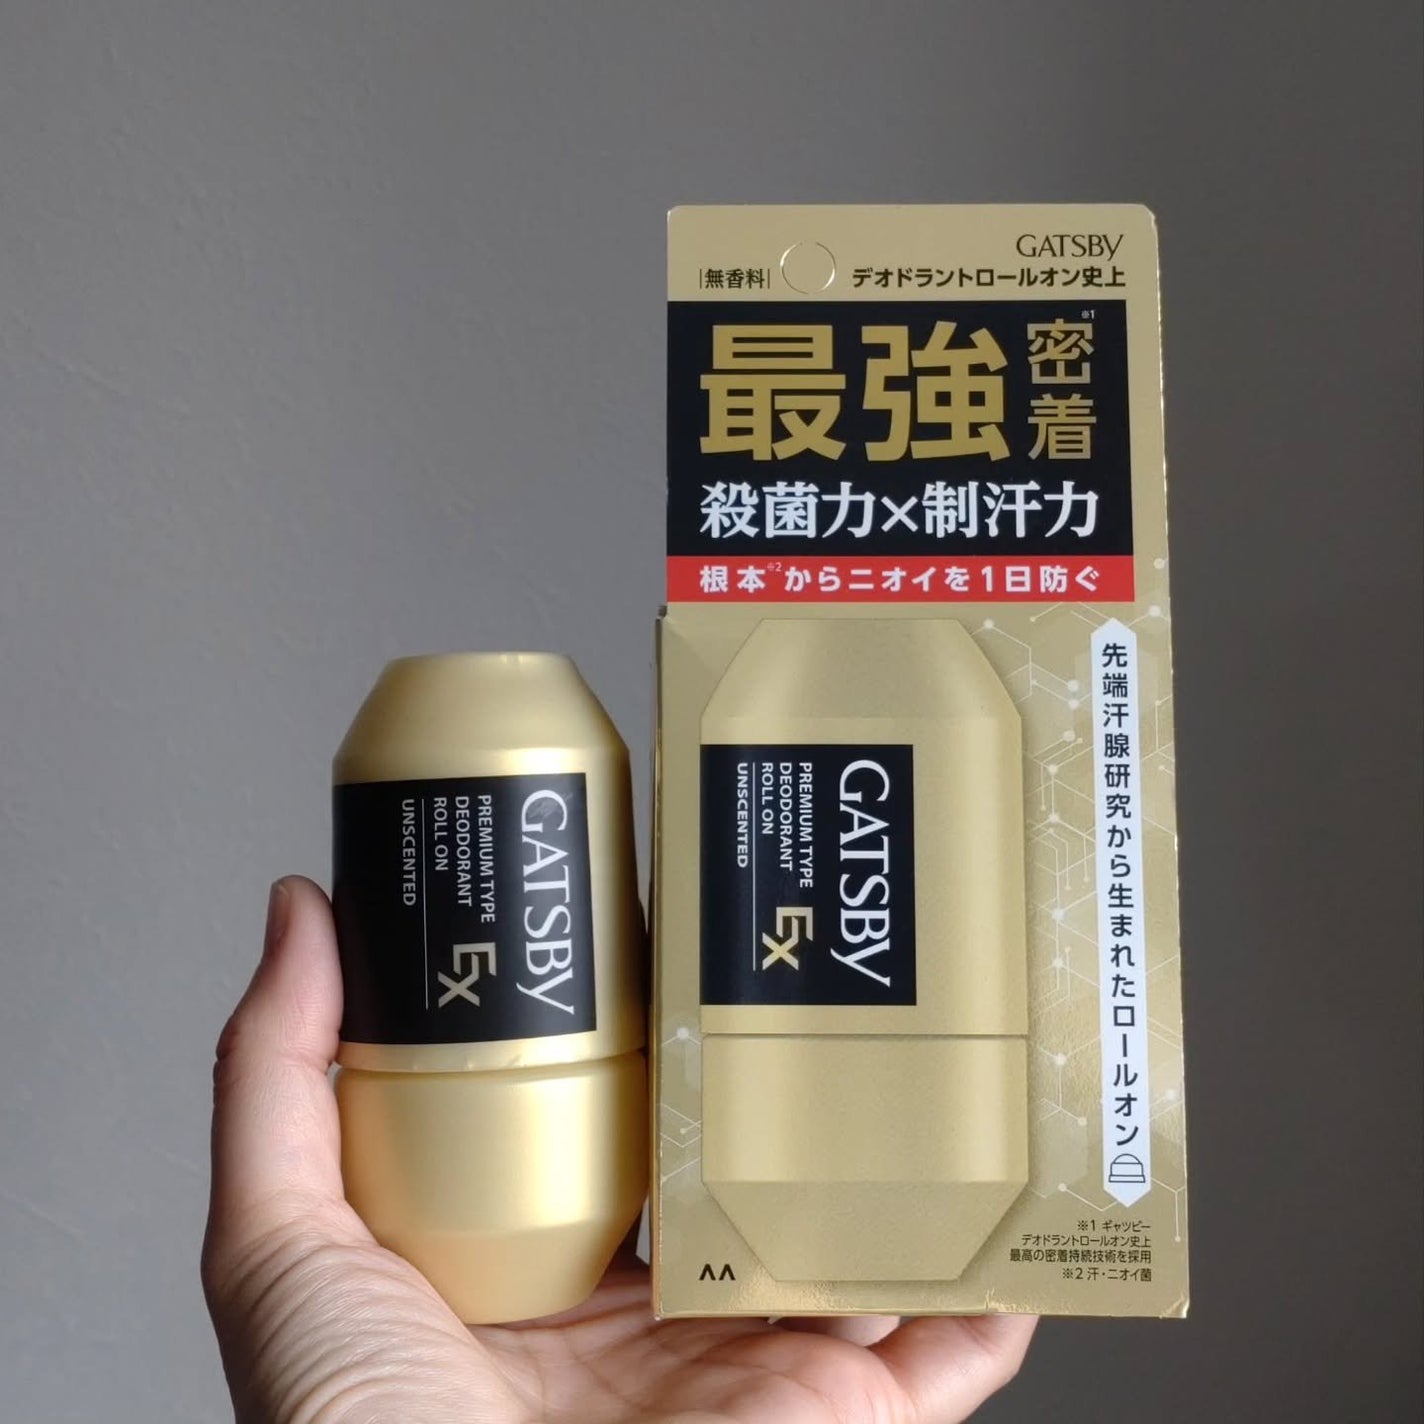 GATSBY
PREMIUM TYPE
DEODORANT
ROLL ON
UNSCENTED
EX
GATSBY
|無香料|
デオドラントロールオン史上
最強密着※1
殺菌力×制汗力
根本※2からニオイを1日防ぐ
先端汗腺研究から生まれたロールオン
GATSBY
PREMIUM TYPE
DEODORANT
ROLL ON
UNSCENTED
EX
※1 ギャツビー
デオドラントロールオン史上
最高の密着持続技術を採用
※2 汗・ニオイ菌